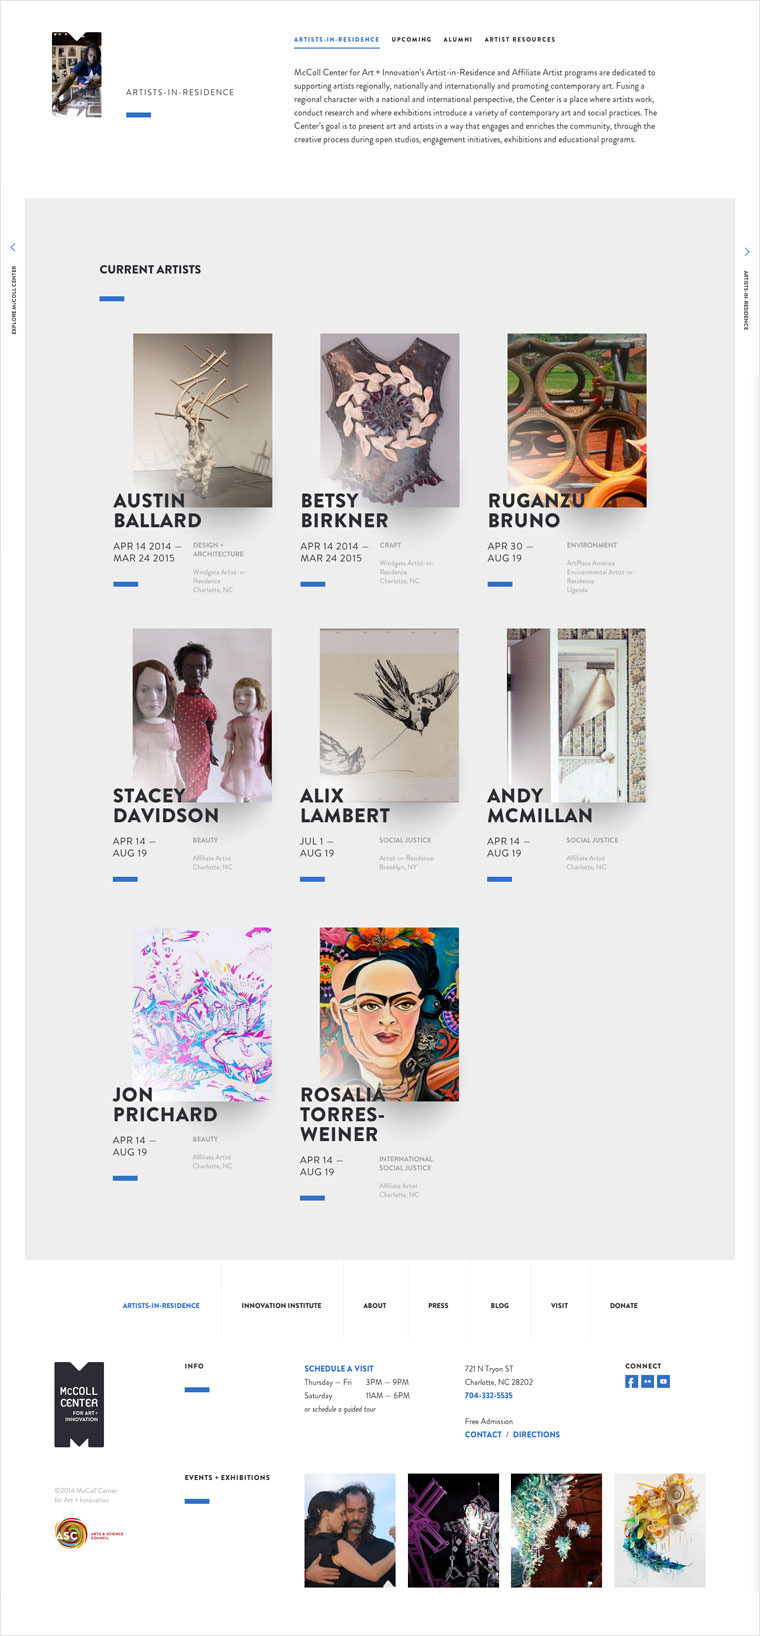 ARTISTS-IN-RESIDENCE UPCOMING ALUMNI ARTIST RESOURCES
ARTISTS-IN-RESIDENCE
McColl Center for Art + Innovation's Artist-in-Residence and Affiliate Artist programs are dedicated to
supporting artists regionally, nationally and internationally and promoting contemporary art. Fusing a
regional character with a national and international perspective, the Center is a place where artists work,
conduct research and where exhibitions introduce a variety of contemporary art and social practices. The
Center's goal is to present art and artists in a way that engages and enriches the community, through the
creative process during open studios, engagement initiatives, exhibitions and educational programs.
EXPLORE McCOLL CENTER
ARTISTS-IN-RESIDENCE
CURRENT ARTISTS
AUSTIN
BALLARD
APR 14 2014 —
MAR 24 2015
DESIGN +
ARCHITECTURE
Windgate Artist-in-
Residence
Charlotte, NC
BETSY
BIRKNER
APR 14 2014 —
MAR 24 2015
CRAFT
Windgate Artist-in-
Residence
Charlotte, NC
RUGANZU
BRUNO
APR 30 —
AUG 19
ENVIRONMENT
ArtPlace America
Environmental Artist-in-
Residence
Uganda
STACEY
DAVIDSON
APR 14 —
AUG 19
BEAUTY
Affiliate Artist
Charlotte, NC
ALIX
LAMBERT
JUL 1 —
AUG 19
SOCIAL JUSTICE
Artist-in-Residence
Brooklyn, NY
ANDY
MCMILLAN
APR 14 —
AUG 19
SOCIAL JUSTICE
Affiliate Artist
Charlotte, NC
JON
PRICHARD
APR 14 —
AUG 19
BEAUTY
Affiliate Artist
Charlotte, NC
ROSALIA
TORRES-
WEINER
APR 14 —
AUG 19
INTERNATIONAL
SOCIAL JUSTICE
Affiliate Artist
Charlotte, NC
ARTISTS-IN-RESIDENCE INNOVATION INSTITUTE ABOUT PRESS BLOG VISIT DONATE
McCOLL
CENTER
FOR ART +
INNOVATION
INFO
SCHEDULE A VISIT
Thursday — Fri 3PM — 9PM
Saturday 11AM — 6PM
or schedule a guided tour
721 N Tryon ST
Charlotte, NC 28202
704-332-5535
Free Admission
CONTACT / DIRECTIONS
CONNECT
©2014 McColl Center
for Art + Innovation
ASC ARTS & SCIENCE
COUNCIL
EVENTS + EXHIBITIONS